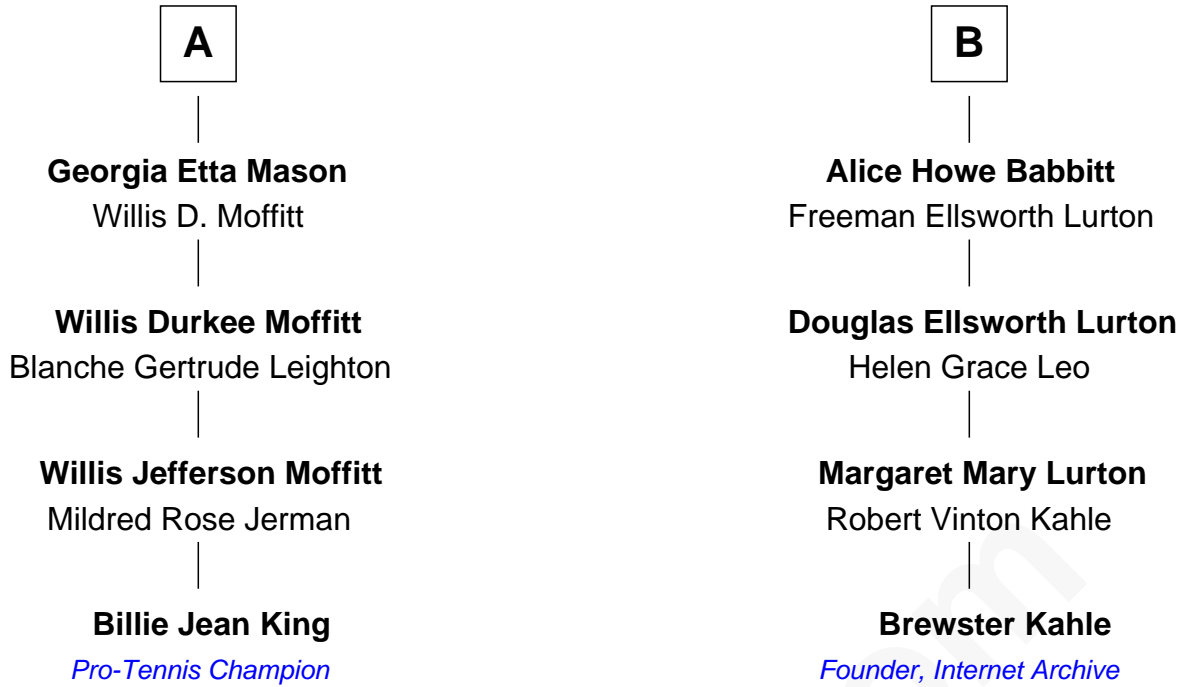 A
Georgia Etta Mason
Willis D. Moffitt
Willis Durkee Moffitt
Blanche Gertrude Leighton
Willis Jefferson Moffitt
Mildred Rose Jerman
Billie Jean King
Pro-Tennis Champion
B
Alice Howe Babbitt
Freeman Ellsworth Lurton
Douglas Ellsworth Lurton
Helen Grace Leo
Margaret Mary Lurton
Robert Vinton Kahle
Brewster Kahle
Founder, Internet Archive